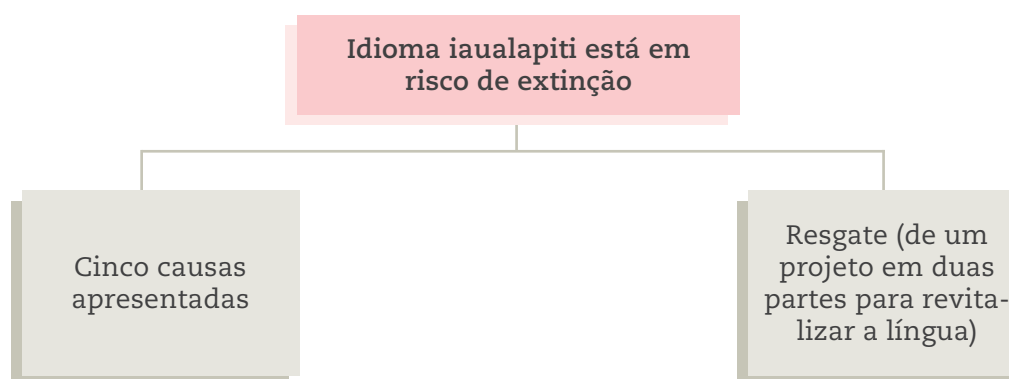 Idioma iaualapiti está em
risco de extinção
Cinco causas
apresentadas
Resgate (de um
projeto em duas
partes para revita-
lizar a língua)